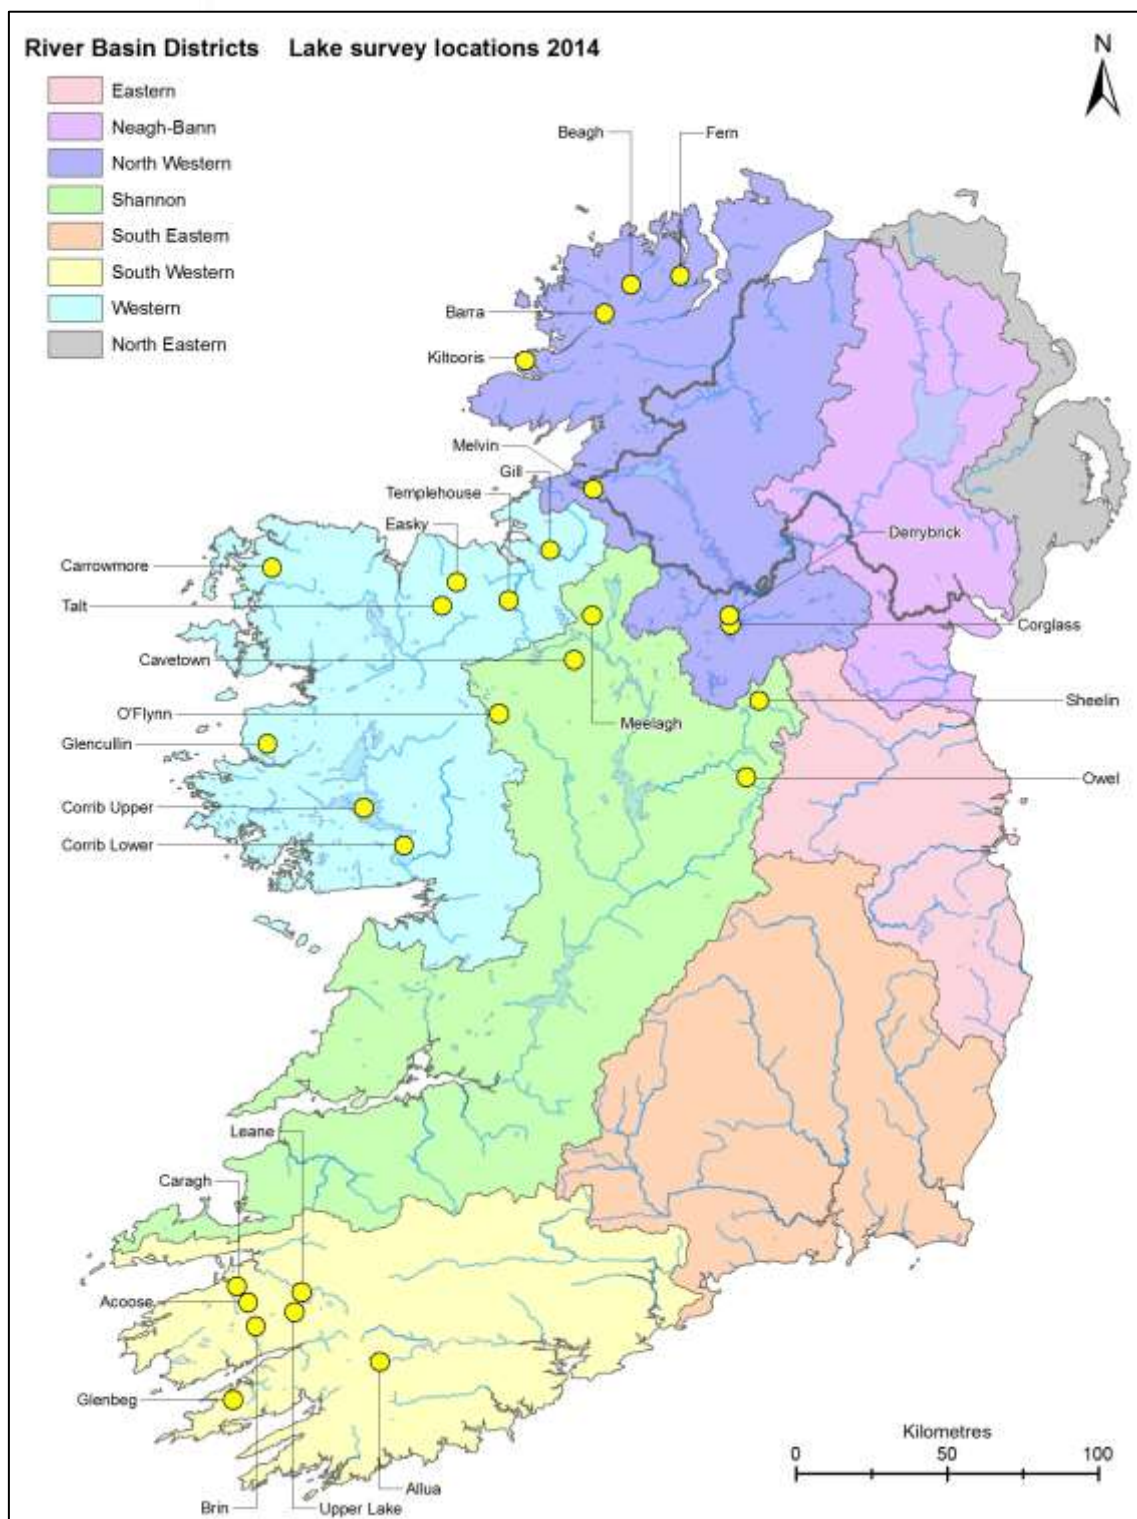 River Basin Districts Lake survey locations 2014
N
Eastern
Neagh-Bann
North Western
Shannon
South Eastern
South Western
Western
North Eastern
Beagh
Fern
Barra
Kiltooris
Melvin
Gill
Templehouse
Easky
Derrybrick
Carrowmore
Talt
Corglass
Cavetown
Sheelin
O'Flynn
Meelagh
Glencullin
Owel
Corrib Upper
Corrib Lower
Leane
Caragh
Acoose
Glenbeg
Kilometres
0 50 100
Allua
Brin
Upper Lake